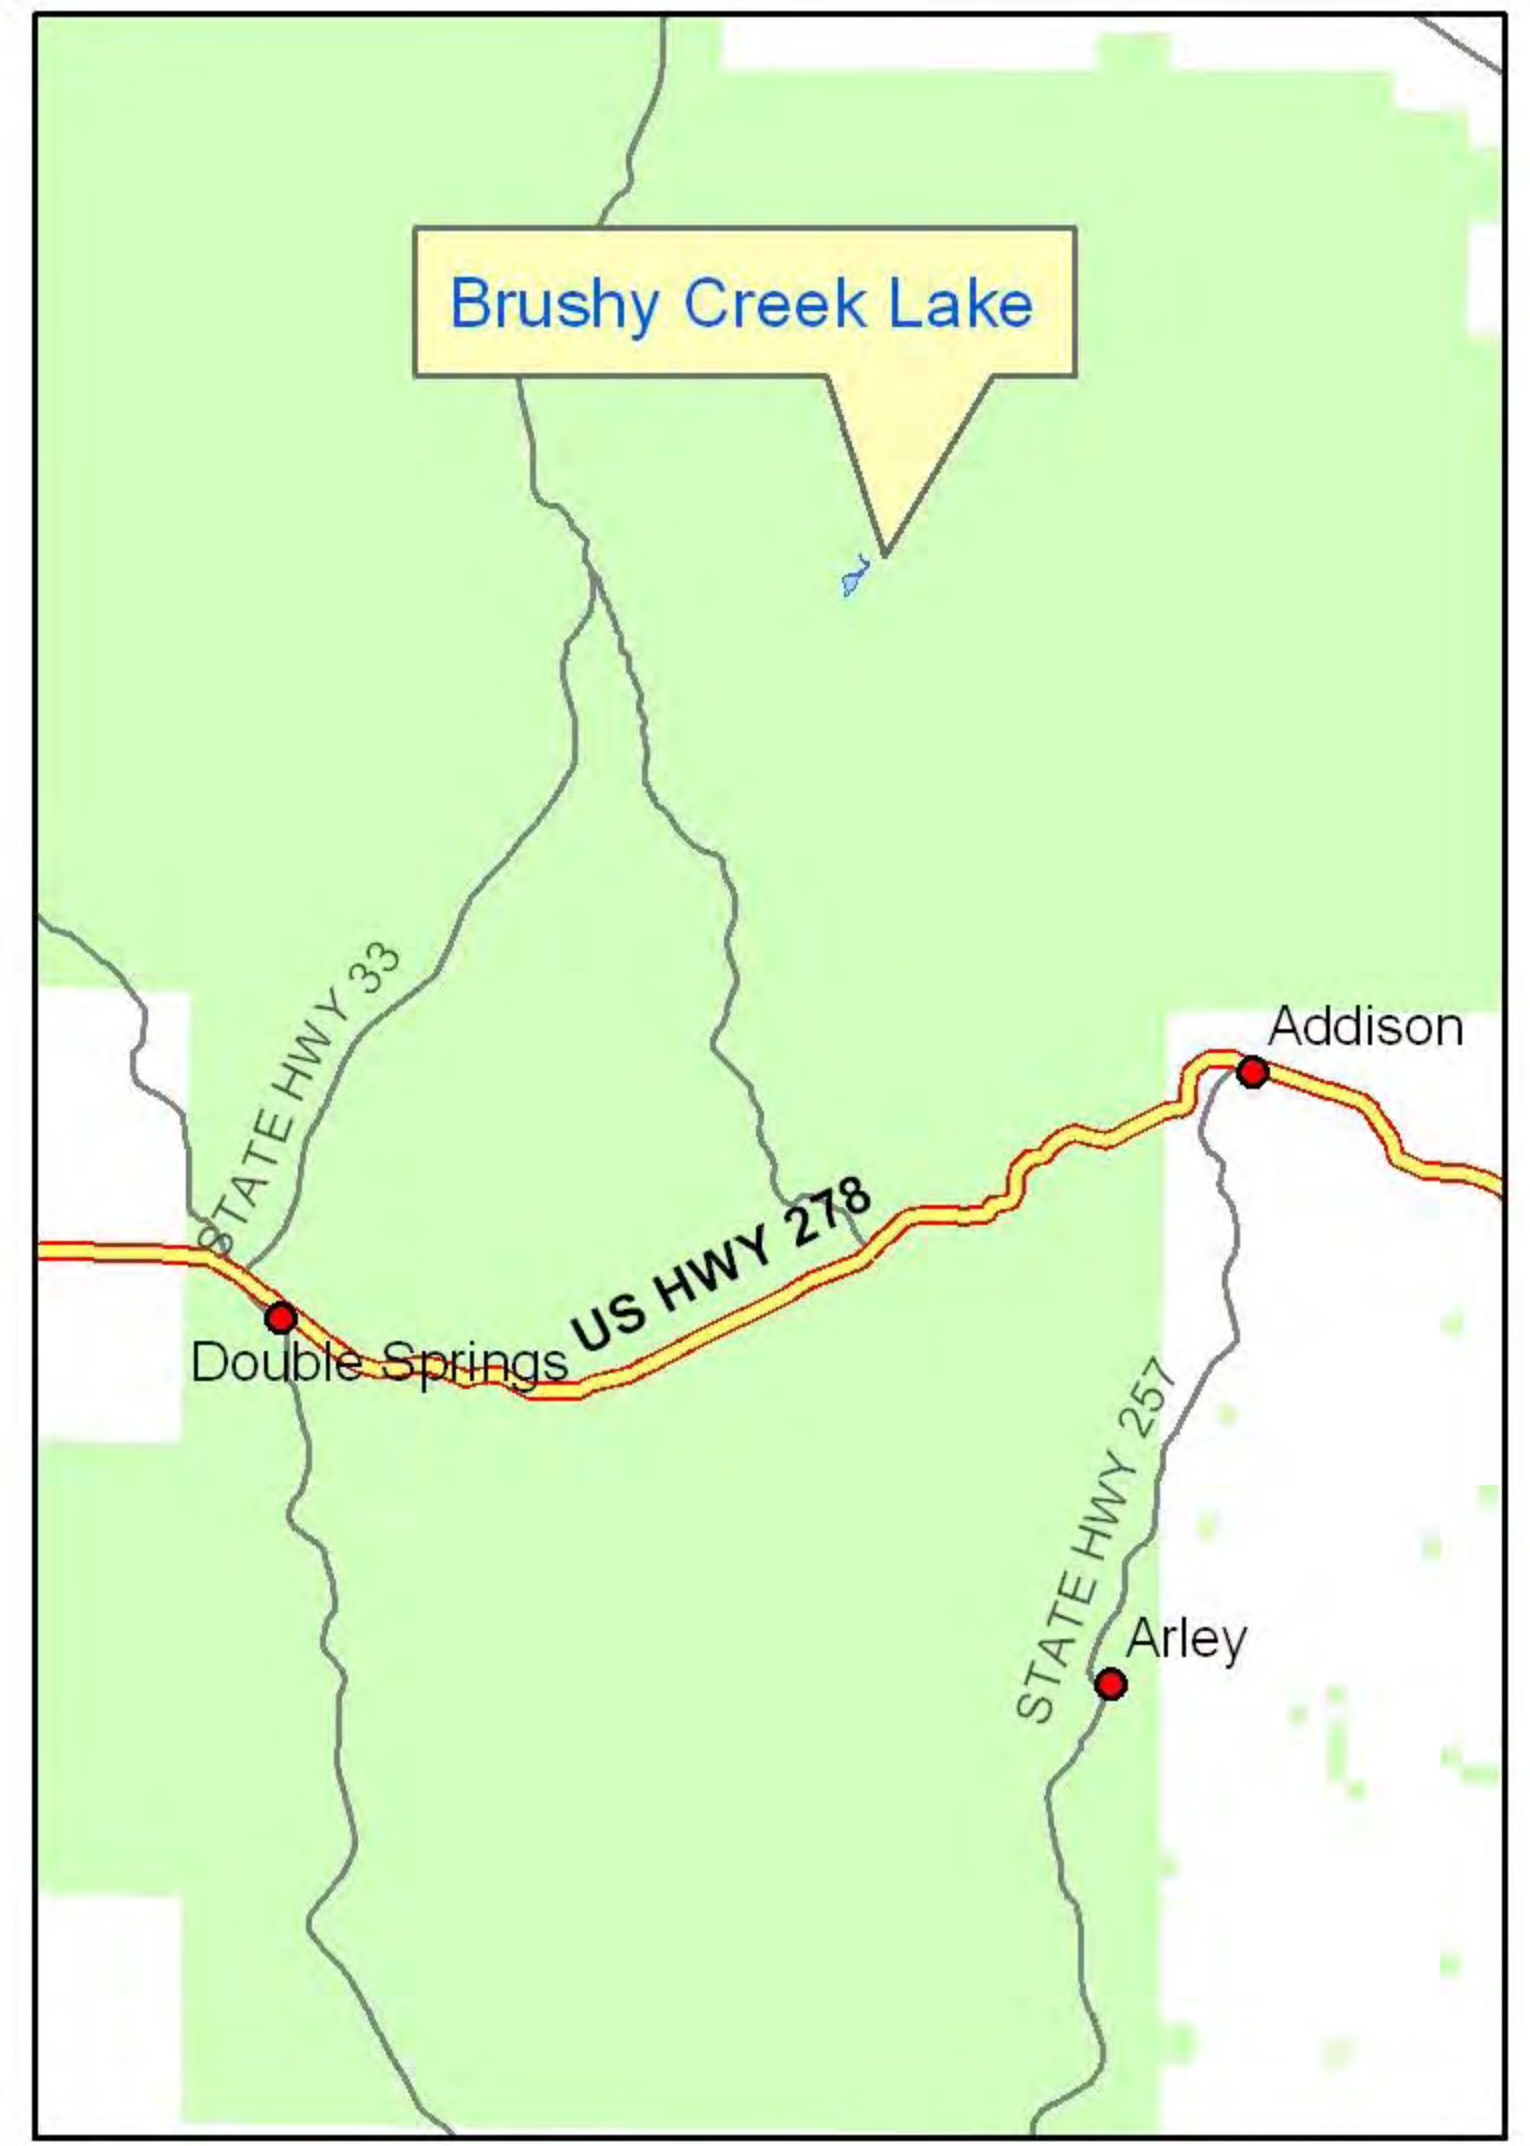 Brushy Creek Lake
STATE HWY 33
Addison
US HWY 278
Double Springs
STATE HWY 257
Arley